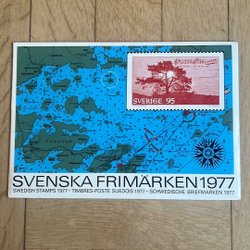 SVERIGE 95
SVENSKA FRIMÄRKEN 1977
SWEDISH STAMPS 1977 • TIMBRES-POSTE SUEDOIS 1977 • SCHWEDISCHE BRIEFMARKEN 1977